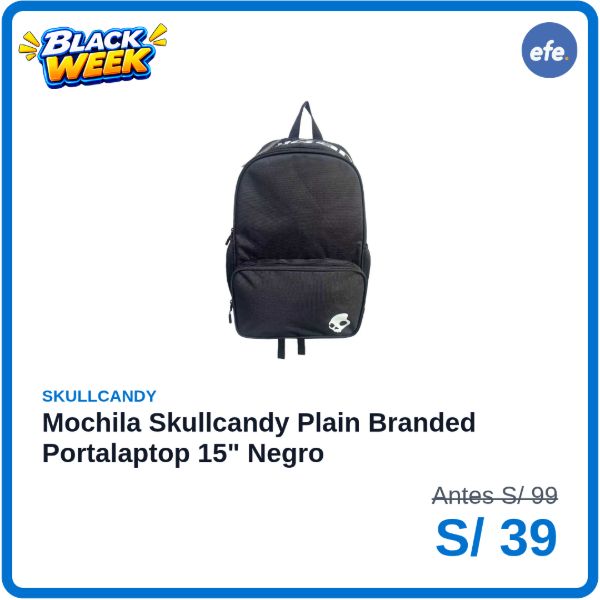 BLACK
WEEK
efe.
SKULLCANDY
Mochila Skullcandy Plain Branded
Portalaptop 15" Negro
Antes S/ 99
S/ 39